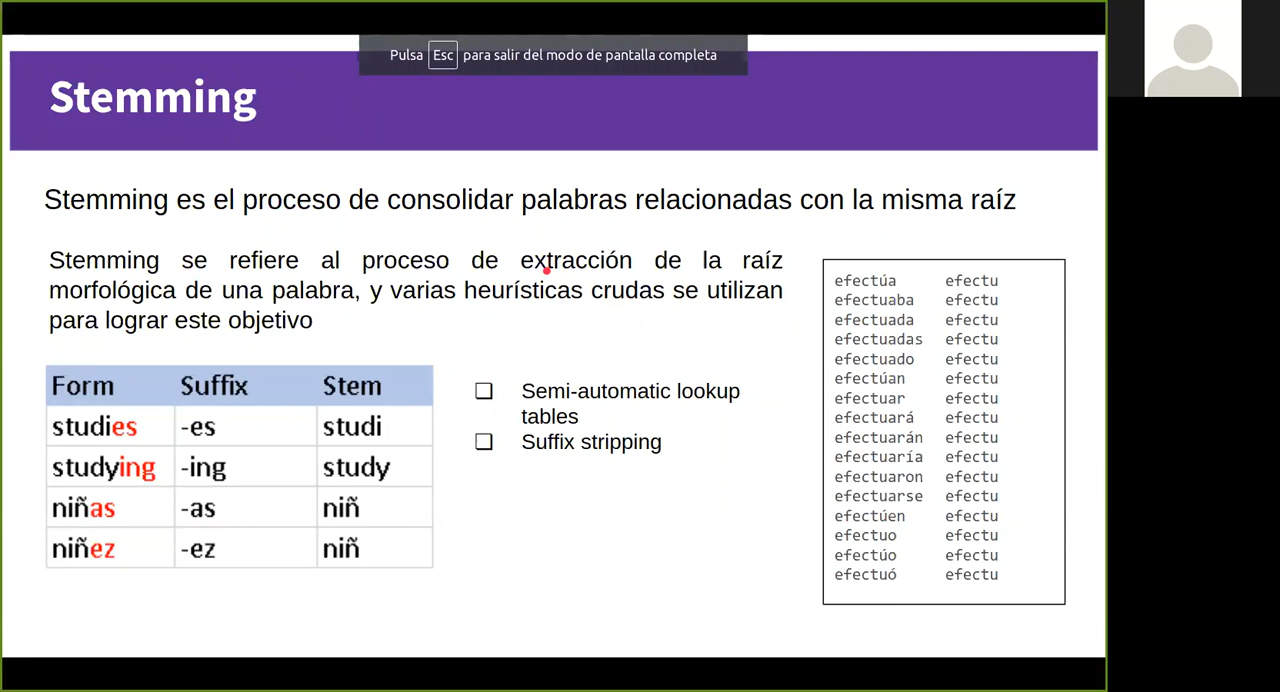 Pulsa Esc para salir del modo de pantalla completa
Stemming
Stemming es el proceso de consolidar palabras relacionadas con la misma raíz
Stemming se refiere al proceso de extracción de la raíz
morfológica de una palabra, y varias heurísticas crudas se utilizan
para lograr este objetivo
Form Suffix Stem
studies -es studi
studying -ing study
niñas -as niñ
niñez -ez niñ
❑ Semi-automatic lookup
tables
❑ Suffix stripping
efectúa efectu
efectuaba efectu
efectuada efectu
efectuadas efectu
efectuado efectu
efectúan efectu
efectuar efectu
efectuará efectu
efectuarán efectu
efectuaría efectu
efectuaron efectu
efectuarse efectu
efectúen efectu
efectuo efectu
efectúo efectu
efectuó efectu